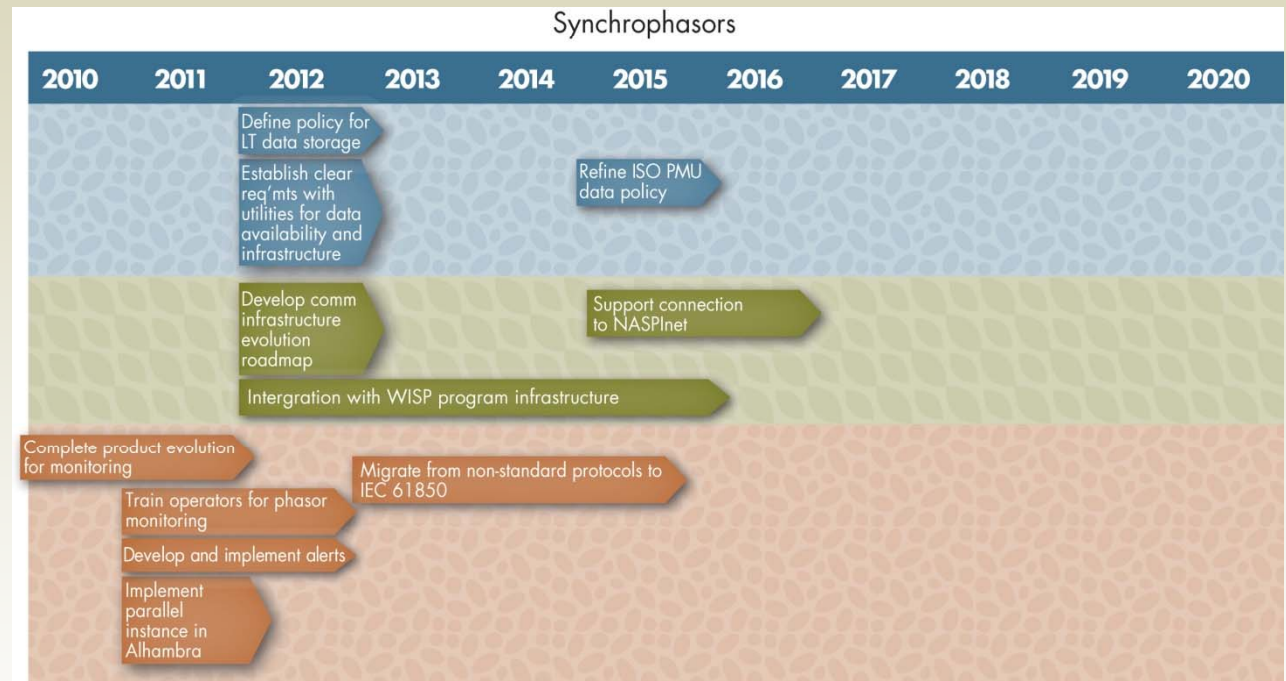 Synchrophasors
2010 2011 2012 2013 2014 2015 2016 2017 2018 2019 2020
Define policy for
LT data storage
Establish clear
req'mts with
utilities for data
availability and
infrastructure
Refine ISO PMU
data policy
Develop comm
infrastructure
evolution
roadmap
Support connection
to NASPInet
Intergration with WISP program infrastructure
Complete product evolution
for monitoring
Migrate from non-standard protocols to
IEC 61850
Train operators for phasor
monitoring
Develop and implement alerts
Implement
parallel
instance in
Alhambra